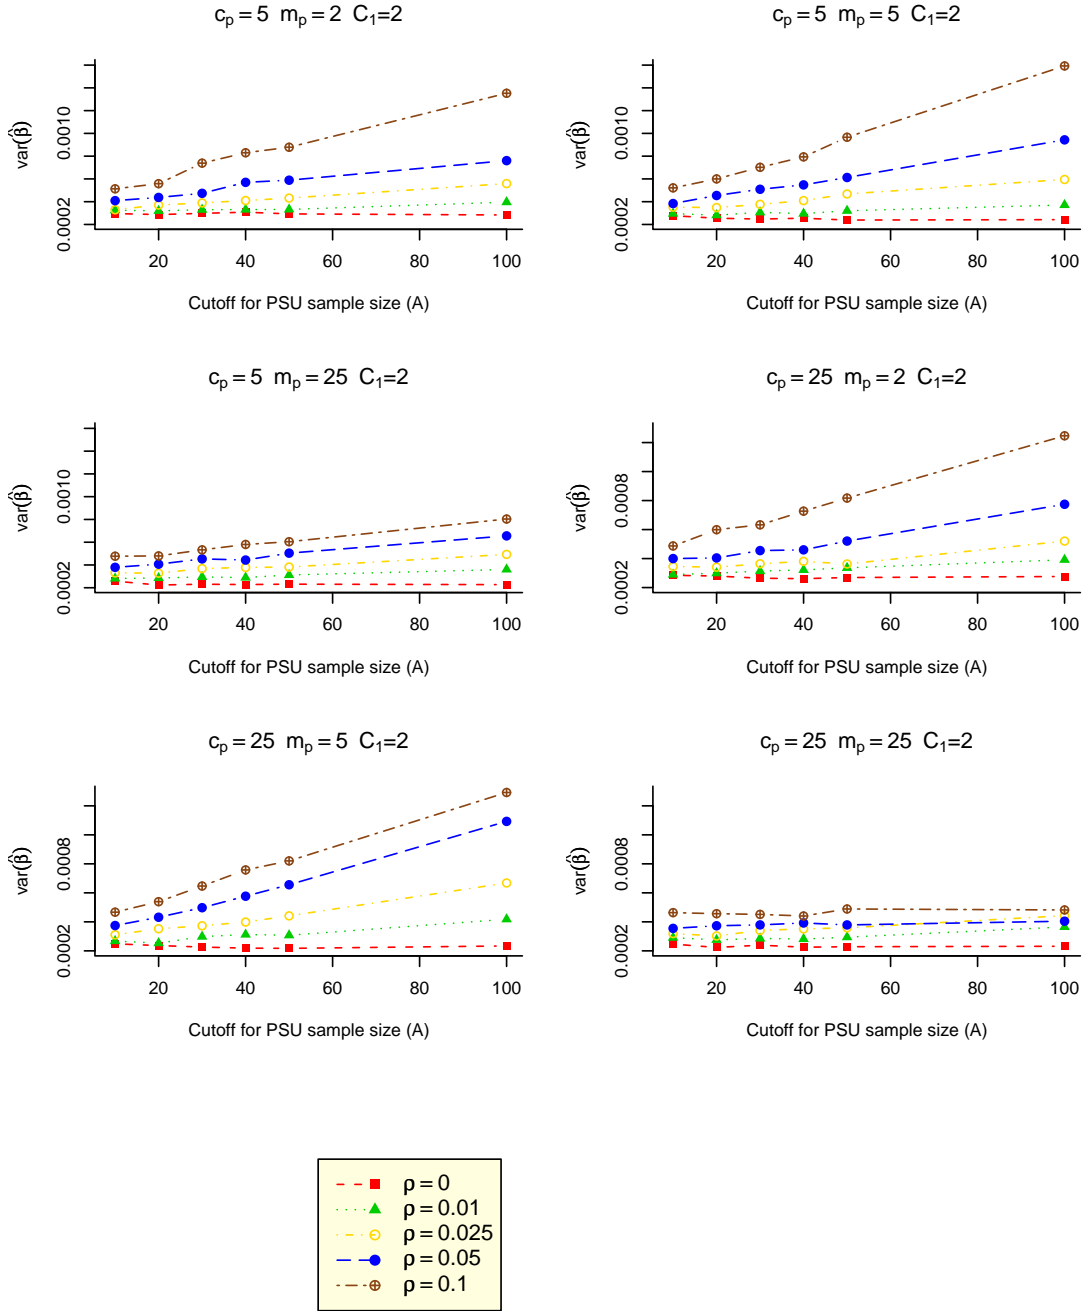 c_p = 5 m_p = 2 C_1=2
var(β̂)
0.0010
0.0002
20 40 60 80 100
Cutoff for PSU sample size (A)
c_p = 5 m_p = 5 C_1=2
var(β̂)
0.0010
0.0002
20 40 60 80 100
Cutoff for PSU sample size (A)
c_p = 5 m_p = 25 C_1=2
var(β̂)
0.0010
0.0002
20 40 60 80 100
Cutoff for PSU sample size (A)
c_p = 25 m_p = 2 C_1=2
var(β̂)
0.0008
0.0002
20 40 60 80 100
Cutoff for PSU sample size (A)
c_p = 25 m_p = 5 C_1=2
var(β̂)
0.0008
0.0002
20 40 60 80 100
Cutoff for PSU sample size (A)
c_p = 25 m_p = 25 C_1=2
var(β̂)
0.0008
0.0002
20 40 60 80 100
Cutoff for PSU sample size (A)
ρ = 0
ρ = 0.01
ρ = 0.025
ρ = 0.05
ρ = 0.1